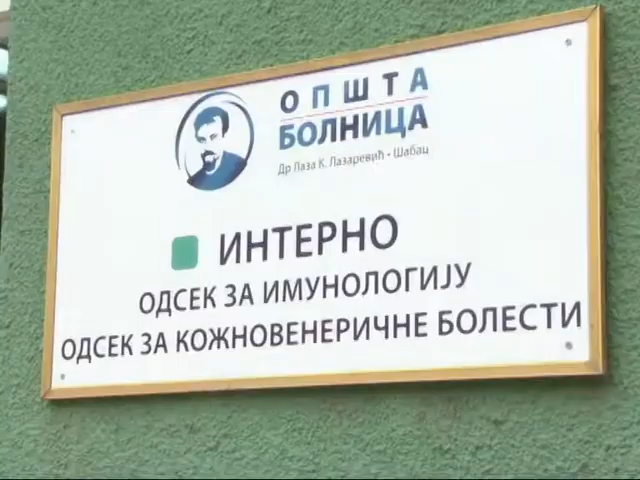 ОПШТА
БОЛНИЦА
Др Лаза К. Лазаревић • Шабац
ИНТЕРНО
ОДСЕК ЗА ИМУНОЛОГИЈУ
ОДСЕК ЗА КОЖНОВЕНЕРИЧНЕ БОЛЕСТИ